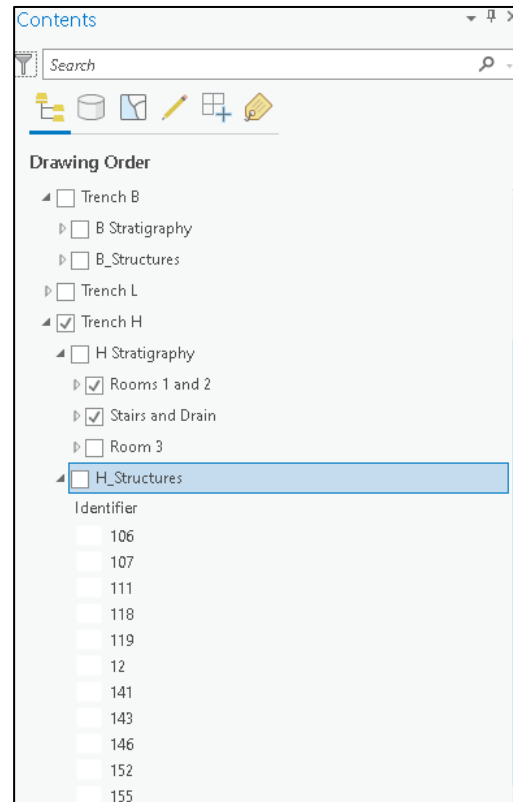 Contents
Search
Drawing Order
Trench B
B Stratigraphy
B_Structures
Trench L
Trench H
H Stratigraphy
Rooms 1 and 2
Stairs and Drain
Room 3
H_Structures
Identifier
106
107
111
118
119
12
141
143
146
152
155